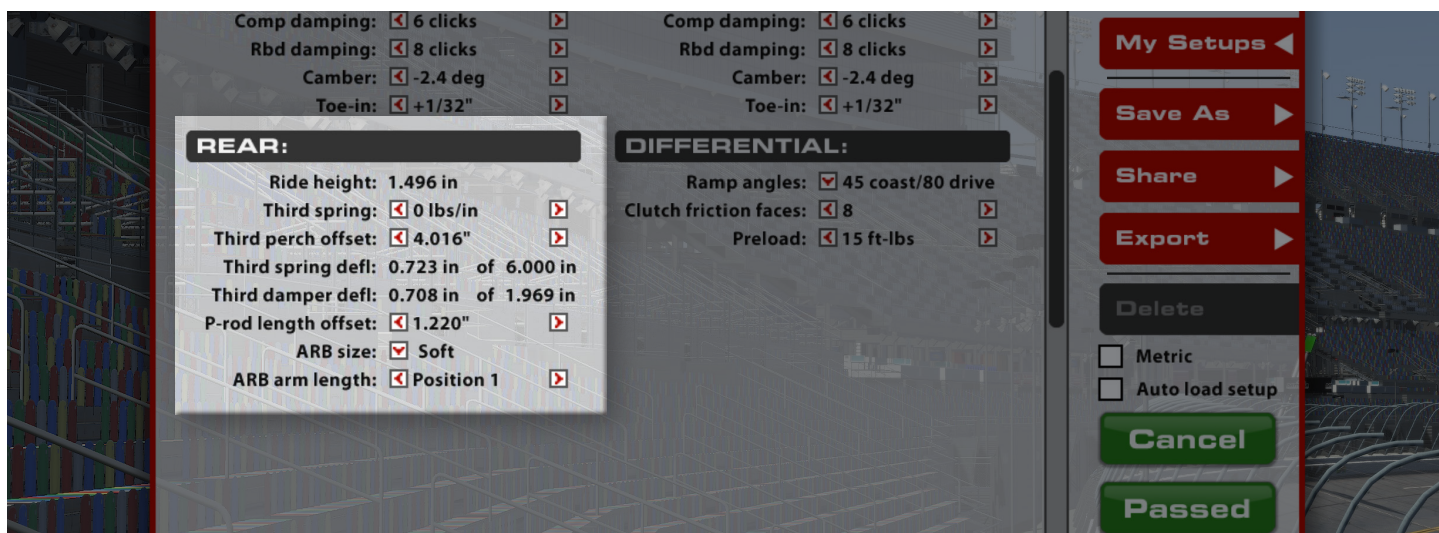 Comp damping: 6 clicks
Rbd damping: 8 clicks
Camber: -2.4 deg
Toe-in: +1/32"
Comp damping: 6 clicks
Rbd damping: 8 clicks
Camber: -2.4 deg
Toe-in: +1/32"
REAR:
Ride height: 1.496 in
Third spring: 0 lbs/in
Third perch offset: 4.016"
Third spring defl: 0.723 in of 6.000 in
Third damper defl: 0.708 in of 1.969 in
P-rod length offset: 1.220"
ARB size: Soft
ARB arm length: Position 1
DIFFERENTIAL:
Ramp angles: 45 coast/80 drive
Clutch friction faces: 8
Preload: 15 ft-lbs
My Setups
Save As
Share
Export
Delete
Metric
Auto load setup
Cancel
Passed